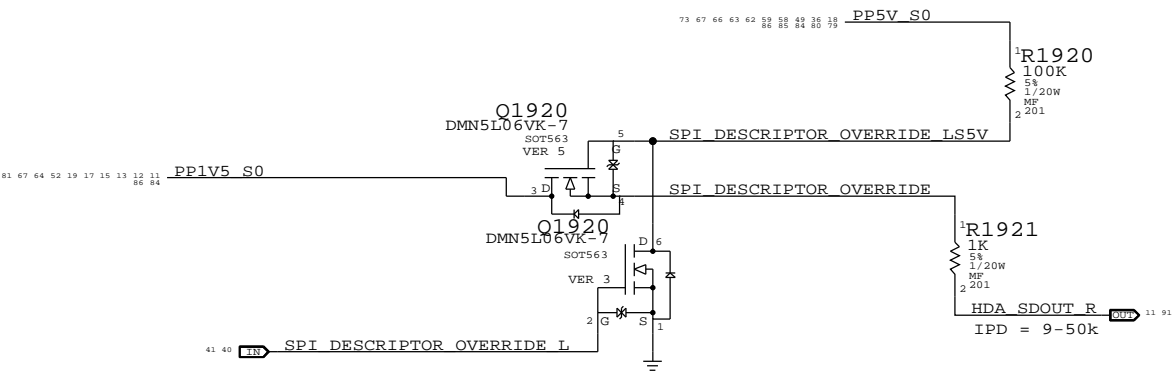 73 67 66 63 62 59 58 49 36 18
86 85 84 80 79
PP5V_S0
1
R1920
100K
5%
1/20W
MF
201
2
Q1920
DMN5L06VK-7
SOT563
VER 5
5
G
SPI_DESCRIPTOR_OVERRIDE_LS5V
81 67 64 52 19 17 15 13 12 11
86 84
PP1V5_S0
3
D
S
4
SPI_DESCRIPTOR_OVERRIDE
Q1920
DMN5L06VK-7
SOT563
VER 3
D
6
2
G
S
1
1
R1921
1K
5%
1/20W
MF
201
2
HDA_SDOUT_R
OUT
11 91
IPD = 9-50k
41 40
IN
SPI_DESCRIPTOR_OVERRIDE_L